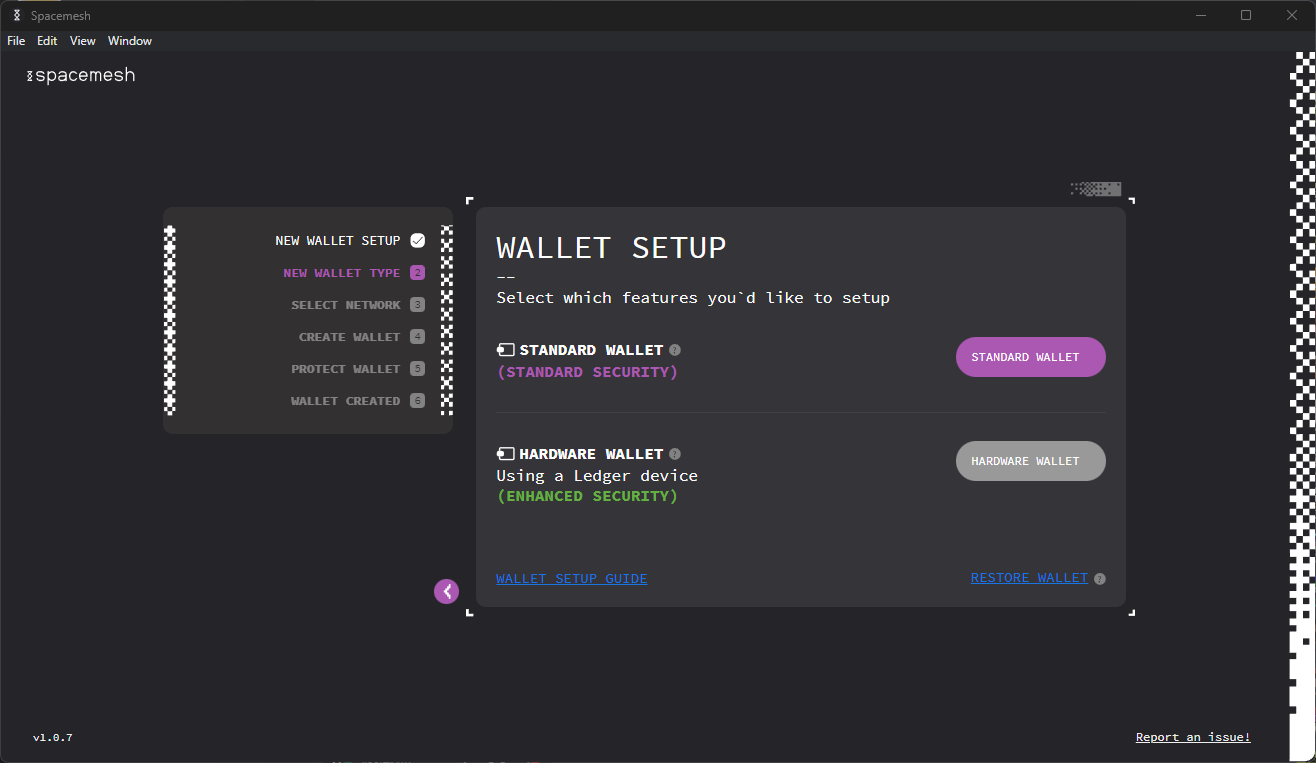 Spacemesh
File Edit View Window
spacemesh
NEW WALLET SETUP
NEW WALLET TYPE 2
SELECT NETWORK 3
CREATE WALLET 4
PROTECT WALLET 5
WALLET CREATED 6
WALLET SETUP
--
Select which features you`d like to setup
STANDARD WALLET ?
(STANDARD SECURITY)
STANDARD WALLET
HARDWARE WALLET ?
Using a Ledger device
(ENHANCED SECURITY)
HARDWARE WALLET
WALLET SETUP GUIDE
RESTORE WALLET ?
v1.0.7
Report an issue!